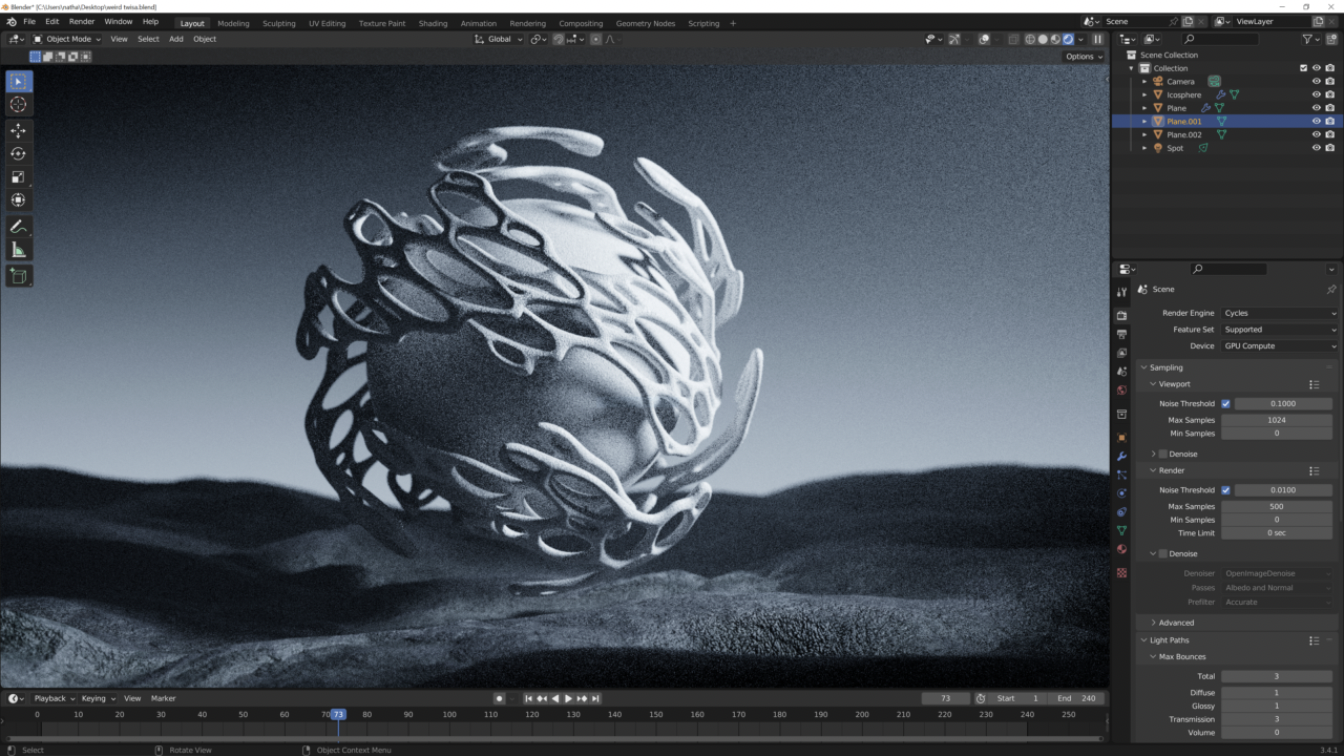 Blender* [C:\Users\natha\Desktop\weird twisa.blend]
File Edit Render Window Help Layout Modeling Sculpting UV Editing Texture Paint Shading Animation Rendering Compositing Geometry Nodes Scripting + Scene ViewLayer
Object Mode View Select Add Object Global
Options
Scene Collection
Collection
Camera
Icosphere
Plane
Plane.001
Plane.002
Spot
Scene
Render Engine Cycles
Feature Set Supported
Device GPU Compute
Sampling
Viewport
Noise Threshold 0.1000
Max Samples 1024
Min Samples 0
Denoise
Render
Noise Threshold 0.0100
Max Samples 500
Min Samples 0
Time Limit 0 sec
Denoise
Denoiser OpenImageDenoise
Passes Albedo and Normal
Prefilter Accurate
Advanced
Light Paths
Max Bounces
Total 3
Diffuse 1
Glossy 1
Transmission 3
Volume 0
Playback Keying View Marker 73 Start 1 End 240
0 10 20 30 40 50 60 70 73 80 90 100 110 120 130 140 150 160 170 180 190 200 210 220 230 240 250
Select Rotate View Object Context Menu 3.4.1